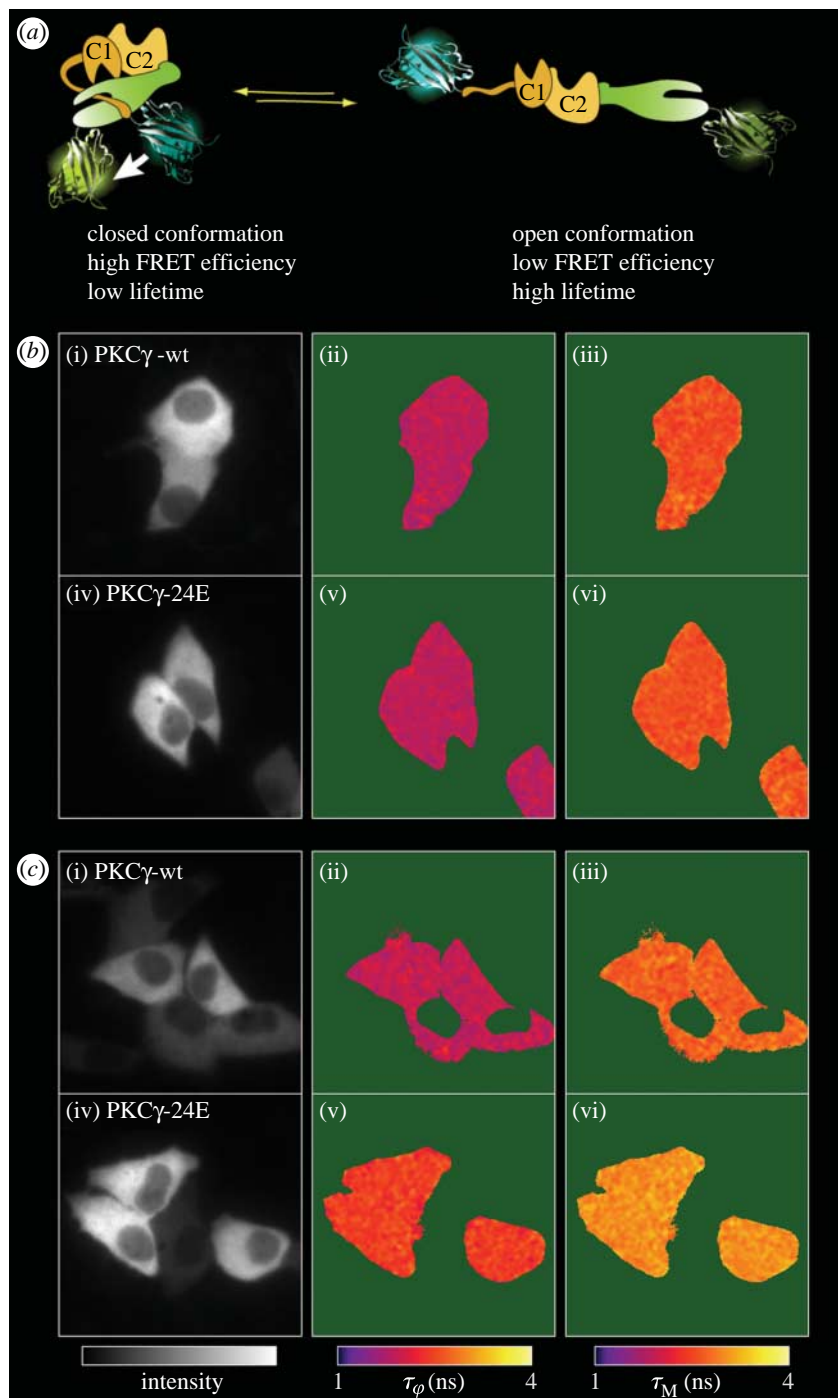 (a)
C1
C2
C1
C2
closed conformation
high FRET efficiency
low lifetime
open conformation
low FRET efficiency
high lifetime
(b)
(i) PKCγ -wt
(ii)
(iii)
(iv) PKCγ-24E
(v)
(vi)
(c)
(i) PKCγ-wt
(ii)
(iii)
(iv) PKCγ-24E
(v)
(vi)
intensity
1 τφ (ns) 4
1 τM (ns) 4